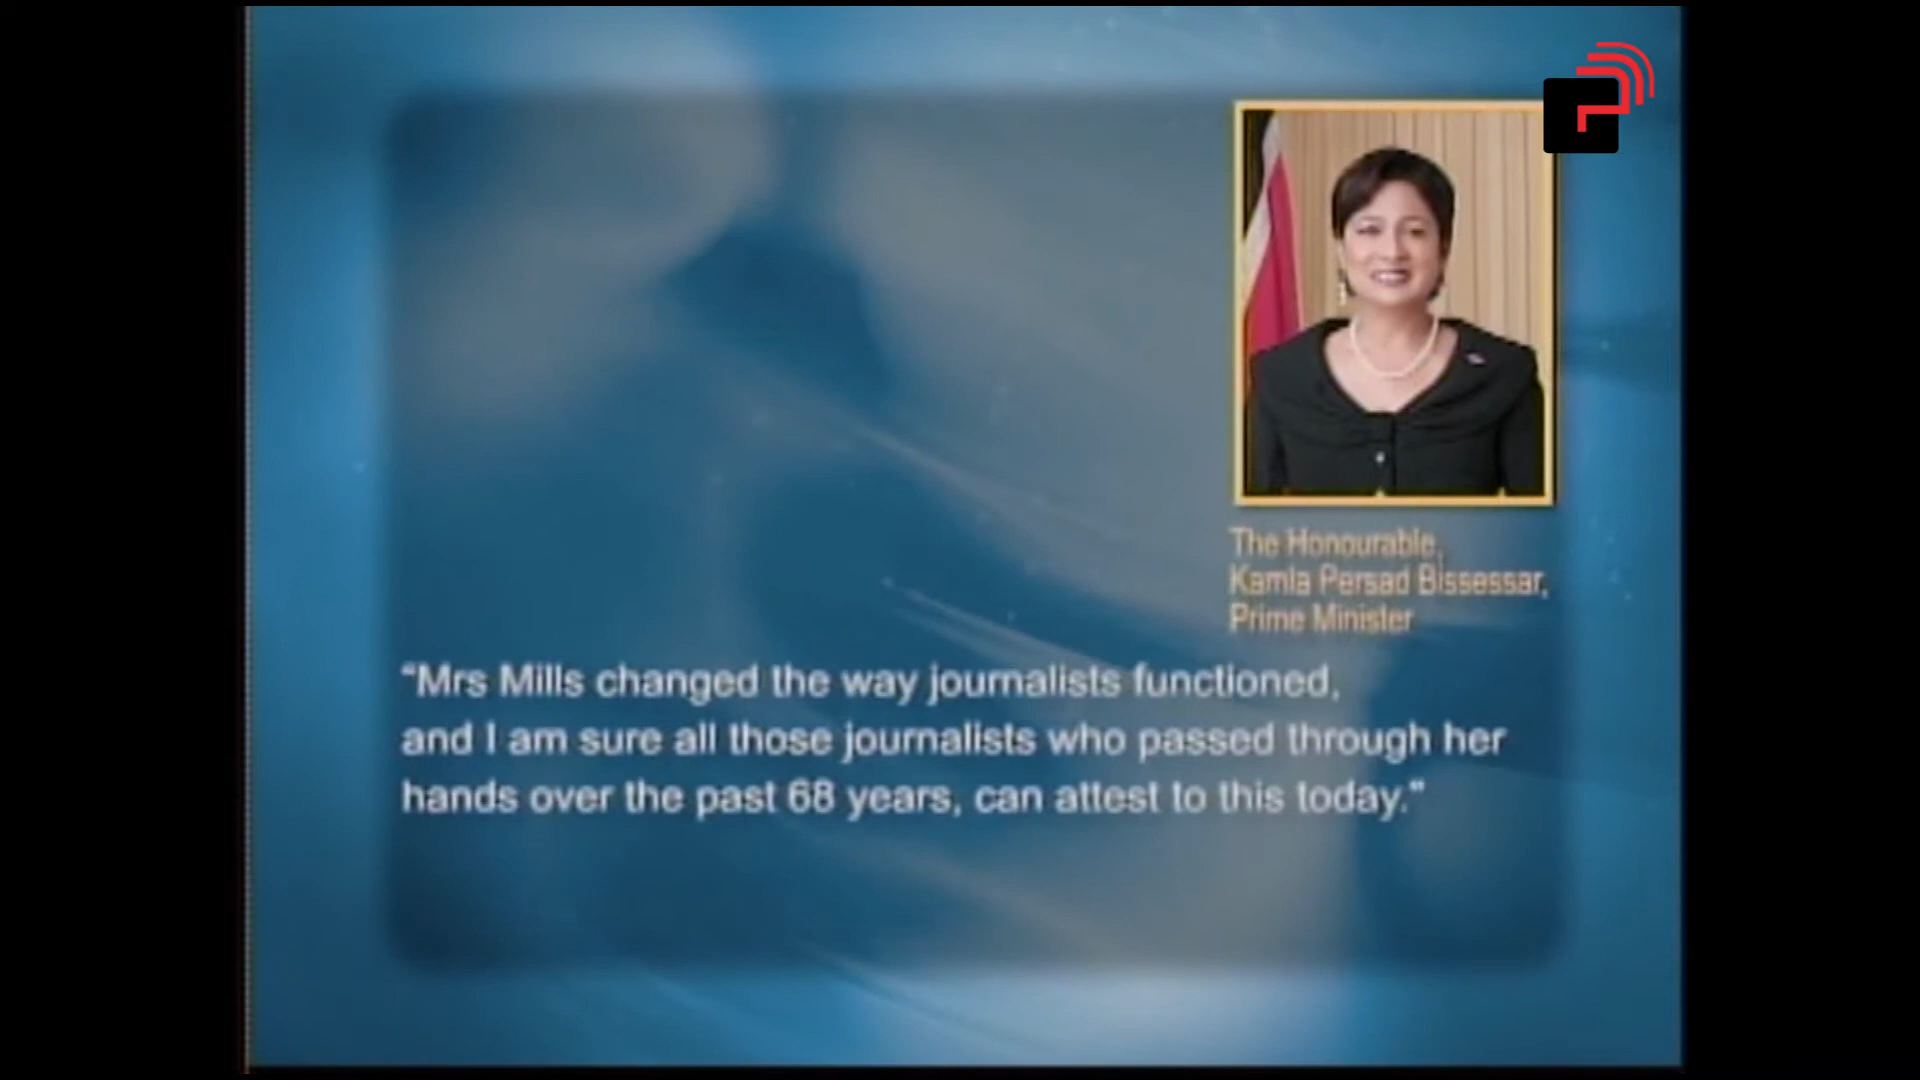 The Honourable,
Kamla Persad Bissessar,
Prime Minister
“Mrs Mills changed the way journalists functioned,
and I am sure all those journalists who passed through her
hands over the past 68 years, can attest to this today.”